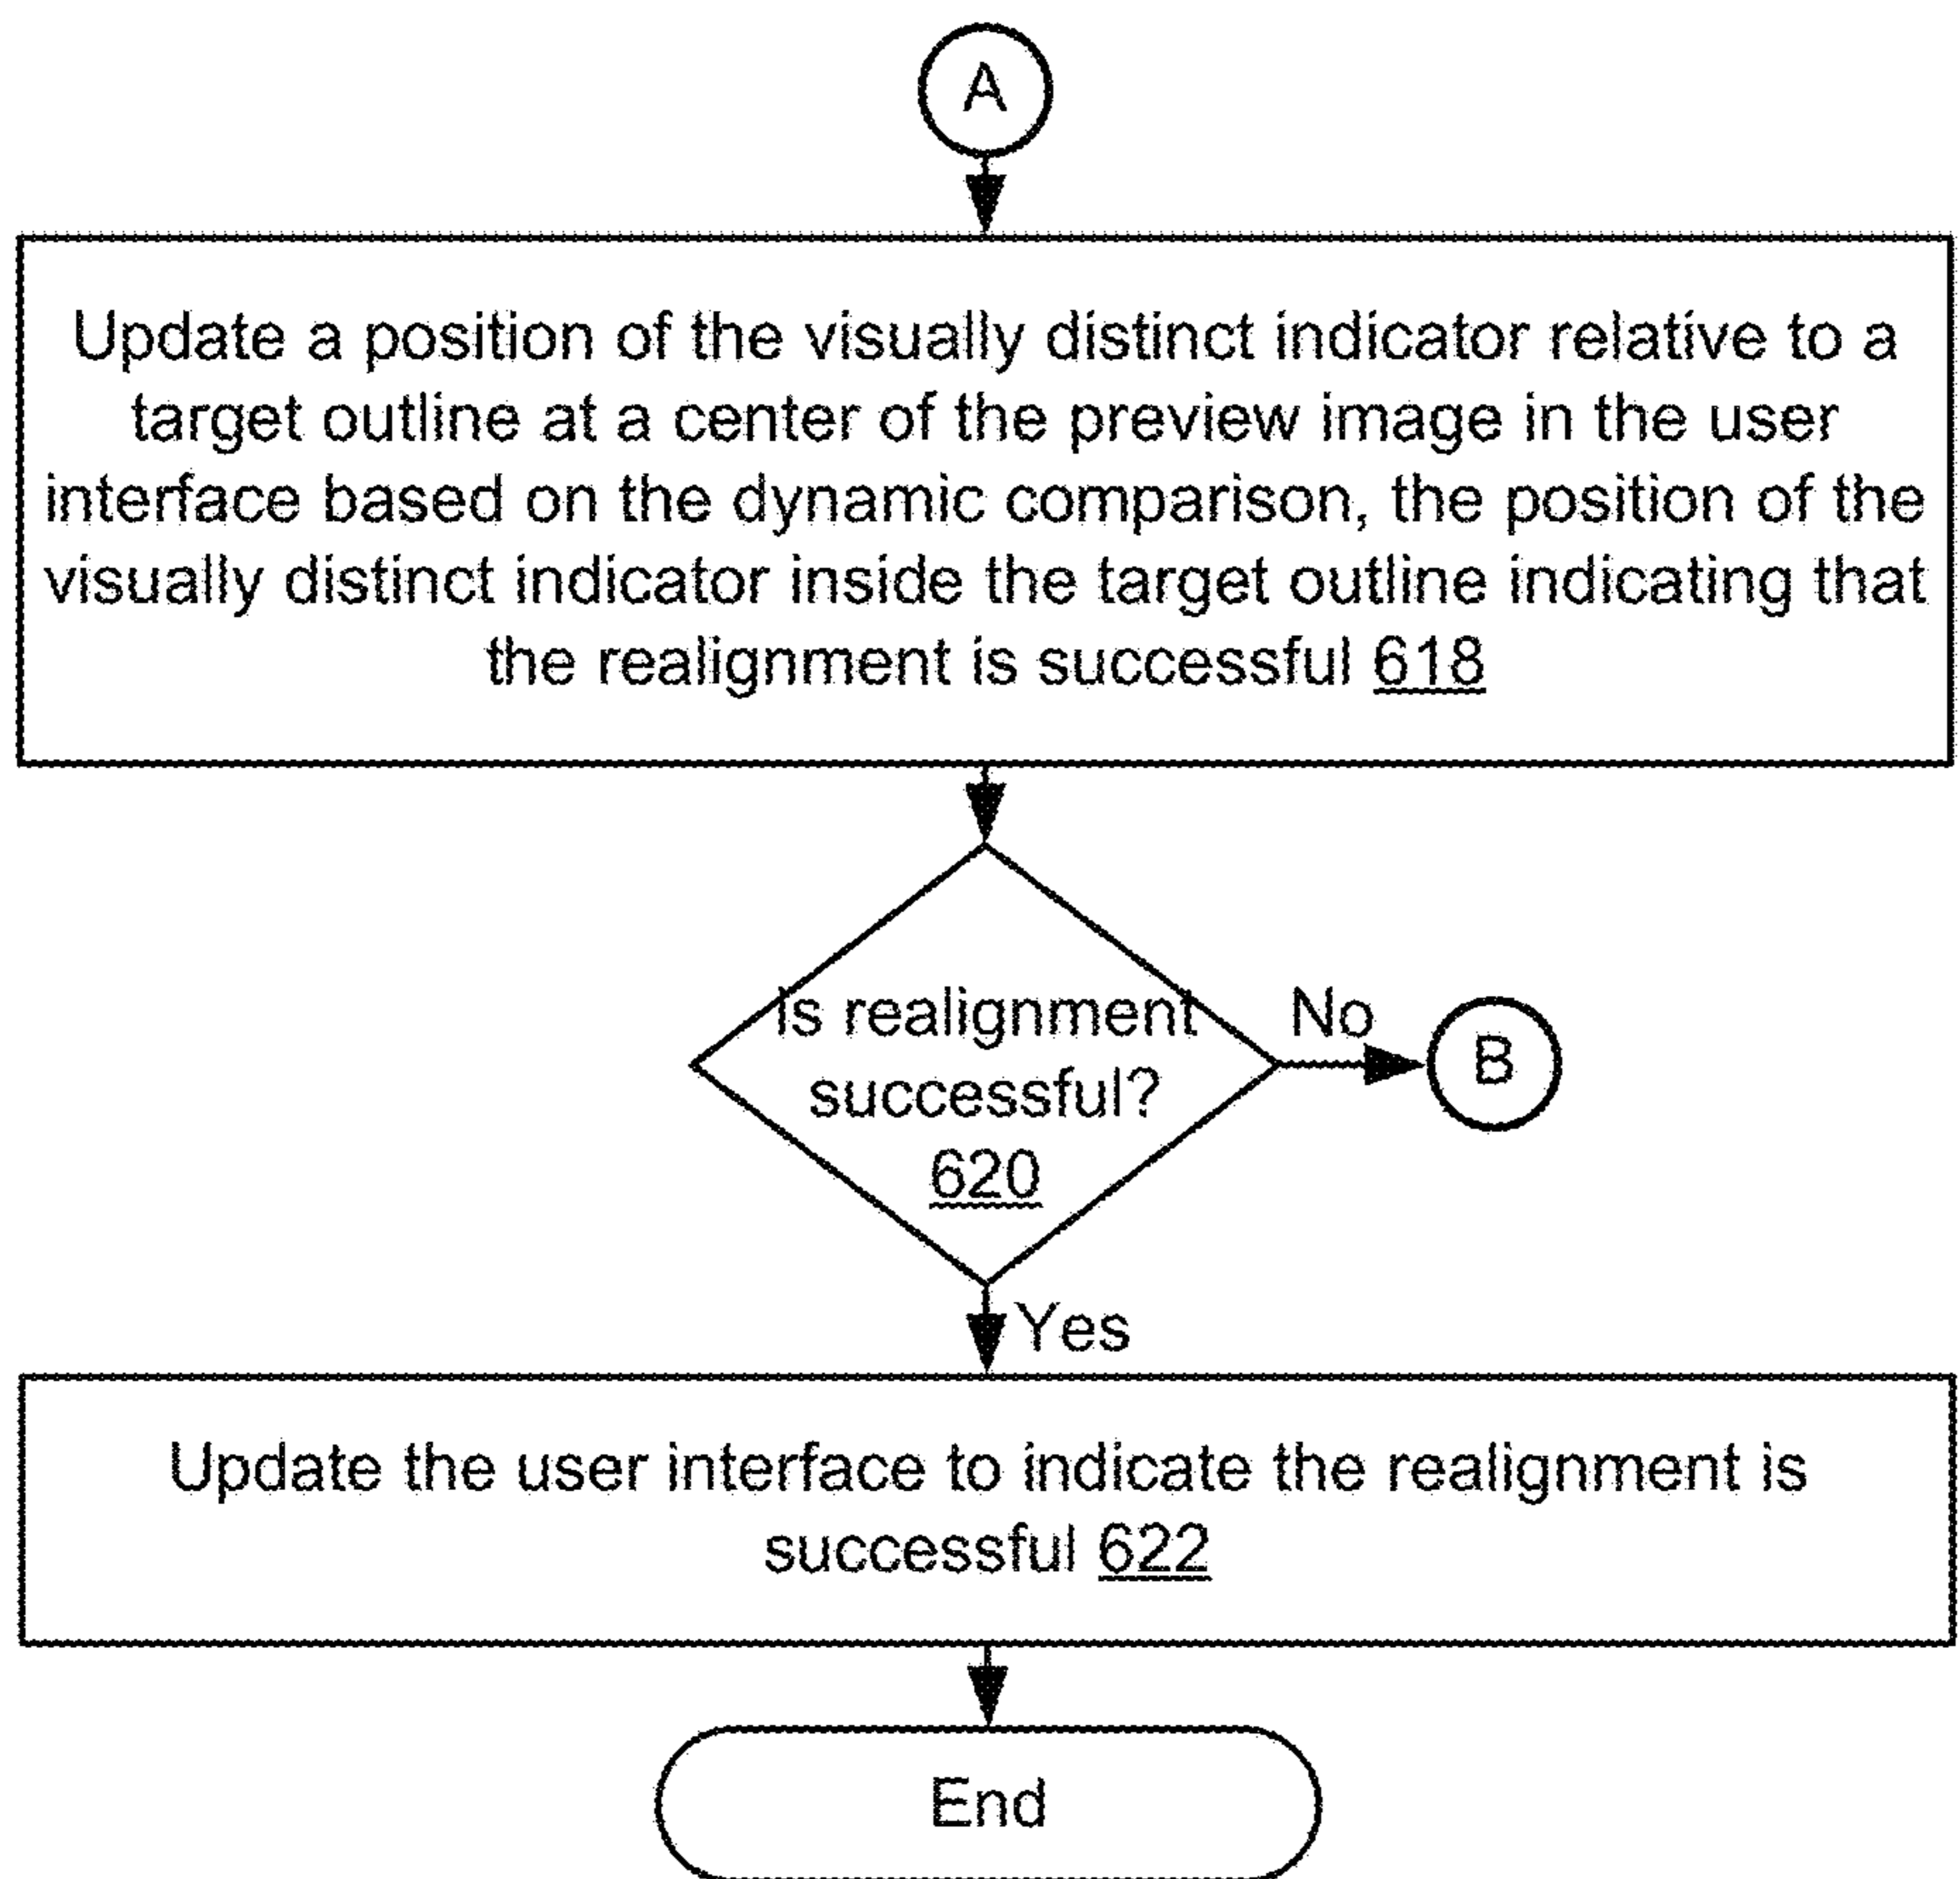 A
Update a position of the visually distinct indicator relative to a
target outline at a center of the preview image in the user
interface based on the dynamic comparison, the position of the
visually distinct indicator inside the target outline indicating that
the realignment is successful 618
Is realignment
successful?
620
No
B
Yes
Update the user interface to indicate the realignment is
successful 622
End